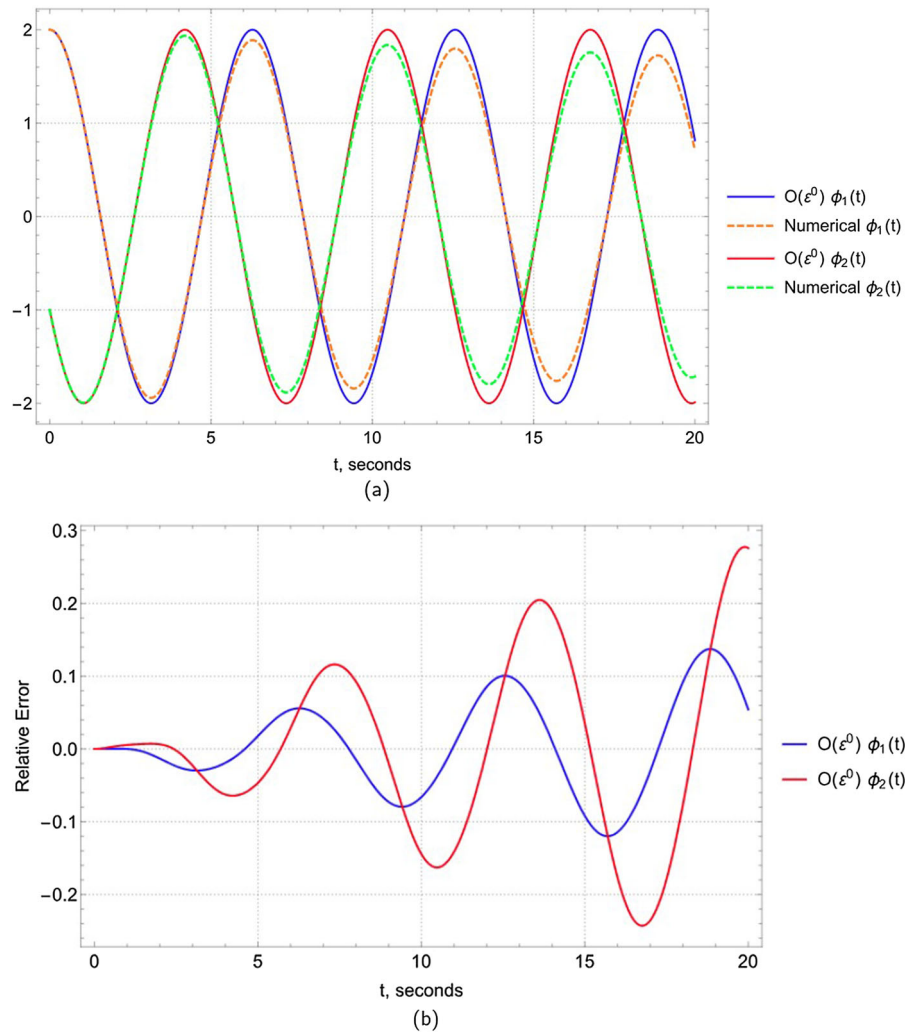 2
1
0
−1
−2
0 5 10 15 20
t, seconds
O(ε⁰) ϕ₁(t)
Numerical ϕ₁(t)
O(ε⁰) ϕ₂(t)
Numerical ϕ₂(t)
(a)
Relative Error
0.3
0.2
0.1
0.0
−0.1
−0.2
0 5 10 15 20
t, seconds
O(ε⁰) ϕ₁(t)
O(ε⁰) ϕ₂(t)
(b)